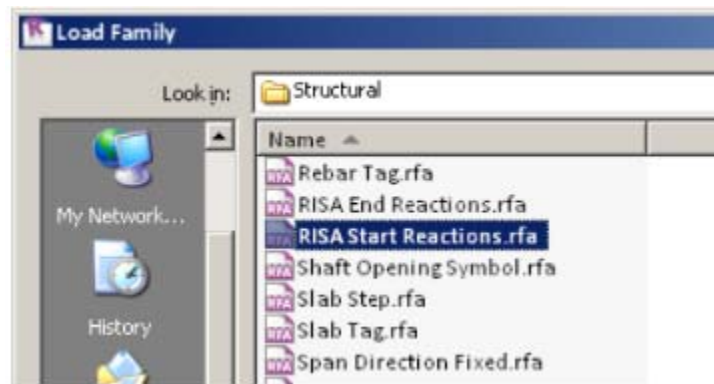 Load Family
Look in:
Structural
My Network...
History
Name
Rebar Tag.rfa
RISA End Reactions.rfa
RISA Start Reactions.rfa
Shaft Opening Symbol.rfa
Slab Step.rfa
Slab Tag.rfa
Span Direction Fixed.rfa